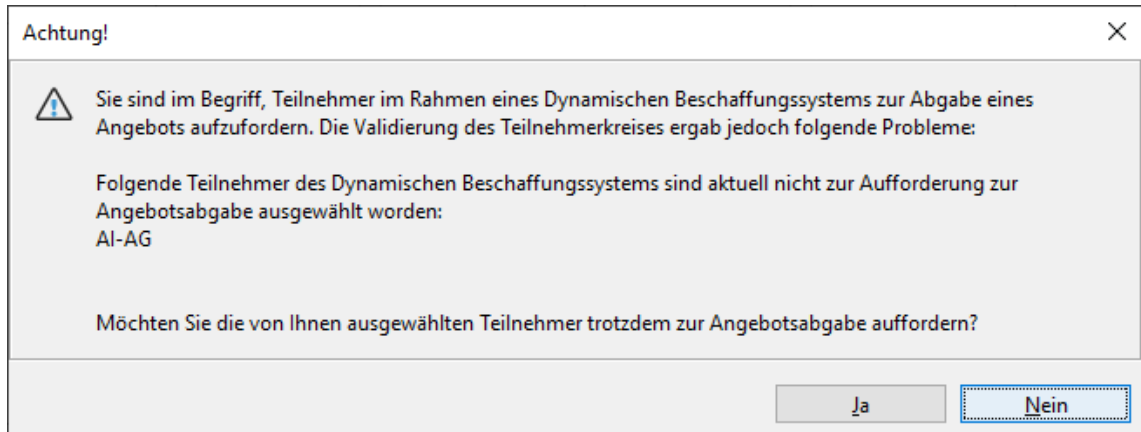 Achtung!
Sie sind im Begriff, Teilnehmer im Rahmen eines Dynamischen Beschaffungssystems zur Abgabe eines
Angebots aufzufordern. Die Validierung des Teilnehmerkreises ergab jedoch folgende Probleme:
Folgende Teilnehmer des Dynamischen Beschaffungssystems sind aktuell nicht zur Aufforderung zur
Angebotsabgabe ausgewählt worden:
AI-AG
Möchten Sie die von Ihnen ausgewählten Teilnehmer trotzdem zur Angebotsabgabe auffordern?
Ja
Nein